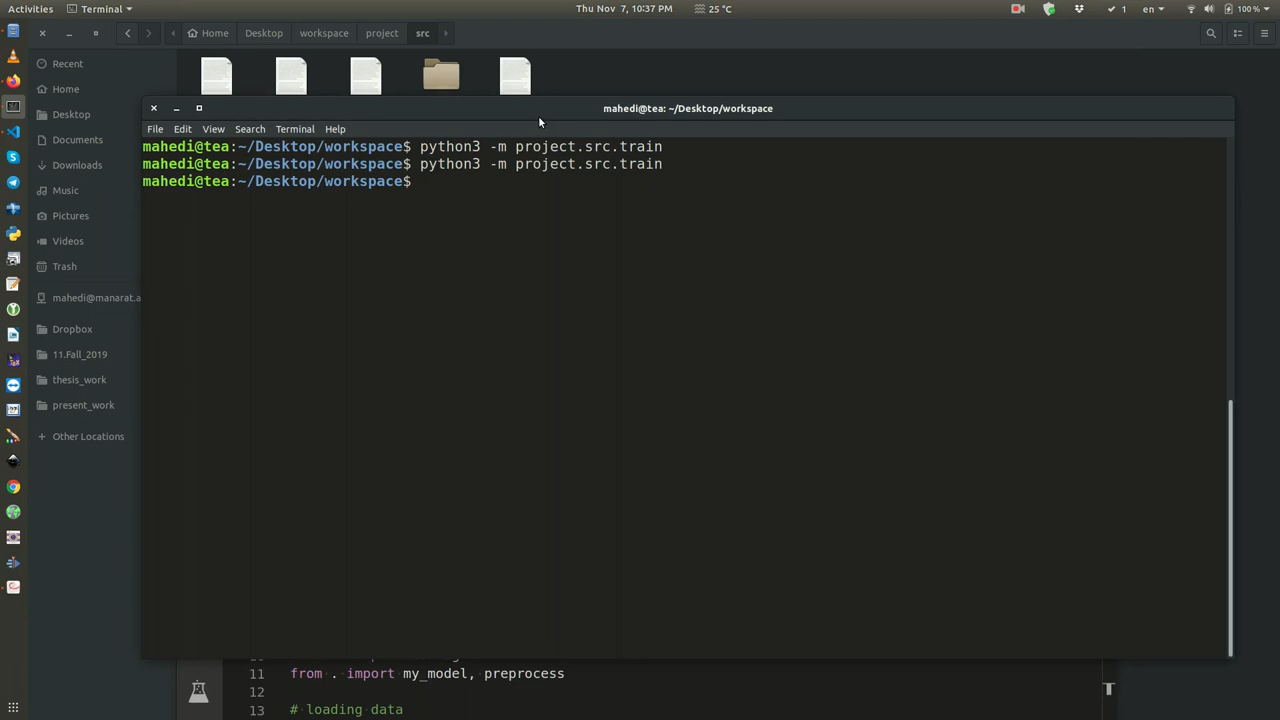 Activities
Terminal
Thu Nov 7, 10:37 PM
25 °C
1
en
100 %
Home
Desktop
workspace
project
src
Recent
Home
Desktop
Documents
Downloads
Music
Pictures
Videos
Trash
mahedi@manarat.a
Dropbox
11.Fall_2019
thesis_work
present_work
Other Locations
mahedi@tea: ~/Desktop/workspace
File Edit View Search Terminal Help
mahedi@tea:~/Desktop/workspace$ python3 -m project.src.train
mahedi@tea:~/Desktop/workspace$ python3 -m project.src.train
mahedi@tea:~/Desktop/workspace$
11 from . import my_model, preprocess
12
13 # loading data